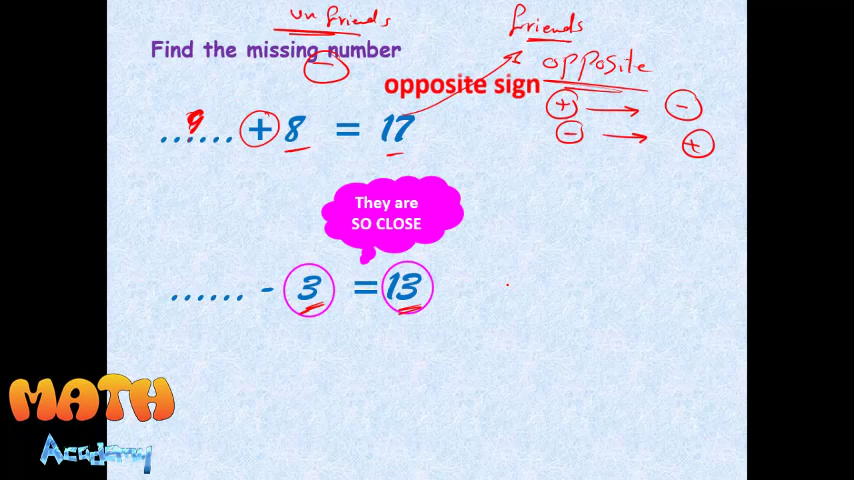 un friends
friends
Find the missing number
-
opposite
opposite sign
+ → -
- → +
9
...... + 8 = 17
They are
SO CLOSE
...... - 3 = 13
MATH
Academy